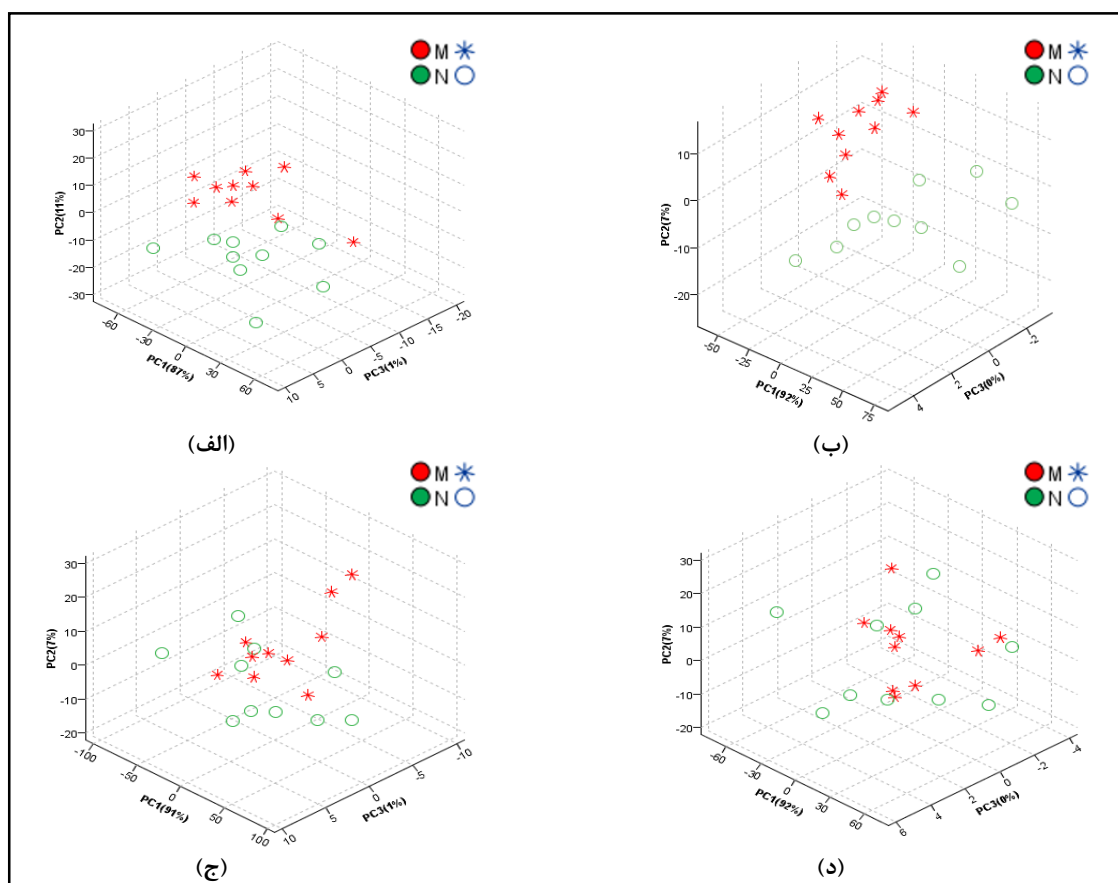 M
N
30
20
10
0
-10
-20
-30
PC2(11%)
-60
-30
0
30
60
PC1(87%)
10
5
0
-5
-10
-15
-20
PC3(1%)
(الف)
M
N
10
0
-10
-20
PC2(7%)
-50
-25
0
25
50
75
PC1(92%)
4
2
0
-2
PC3(0%)
(ب)
M
N
30
20
10
0
-10
-20
PC2(7%)
-100
-50
0
50
100
PC1(91%)
10
5
0
-5
-10
PC3(1%)
(ج)
M
N
30
20
10
0
-10
-20
PC2(7%)
-60
-30
0
30
60
PC1(92%)
6
4
2
0
-2
-4
PC3(0%)
(د)